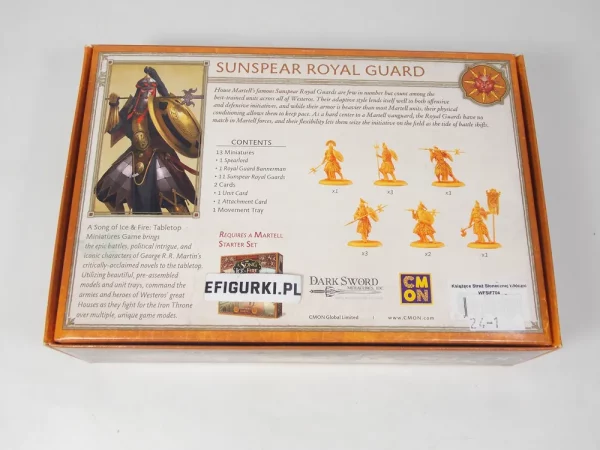 SUNSPEAR ROYAL GUARD
House Martell's famous Sunspear Royal Guards are few in number but count among the
best-trained units across all of Westeros. Their adaptive style lends itself well to both offensive
and defensive initiatives, and while their armor is heavier than most Martell units, their physical
conditioning allows them to keep pace. As a hard center in a Martell vanguard, the Royal Guards have no
match in Martell forces, and their flexibility lets them seize the initiative on the field as the tide of battle shifts.
CONTENTS
13 Miniatures
• 1 Spearlord
• 1 Royal Guard Bannerman
• 11 Sunspear Royal Guards
2 Cards
• 1 Unit Card
• 1 Attachment Card
1 Movement Tray
x1
x3
x3
x3
x2
x1
A Song of Ice & Fire: Tabletop
Miniatures Game brings
the epic battles, political intrigue, and
iconic characters of George R. R. Martin's
critically-acclaimed novels to the tabletop.
Utilizing beautiful, pre-assembled
models and unit trays, command the
armies and heroes of Westeros' great
Houses as they fight for the Iron Throne
over multiple, unique game modes.
REQUIRES A MARTELL
STARTER SET
EFIGURKI.PL
DARK SWORD
MINIATURES, INC.
CMON
CMON Global Limited
www.CMON.com
24-1